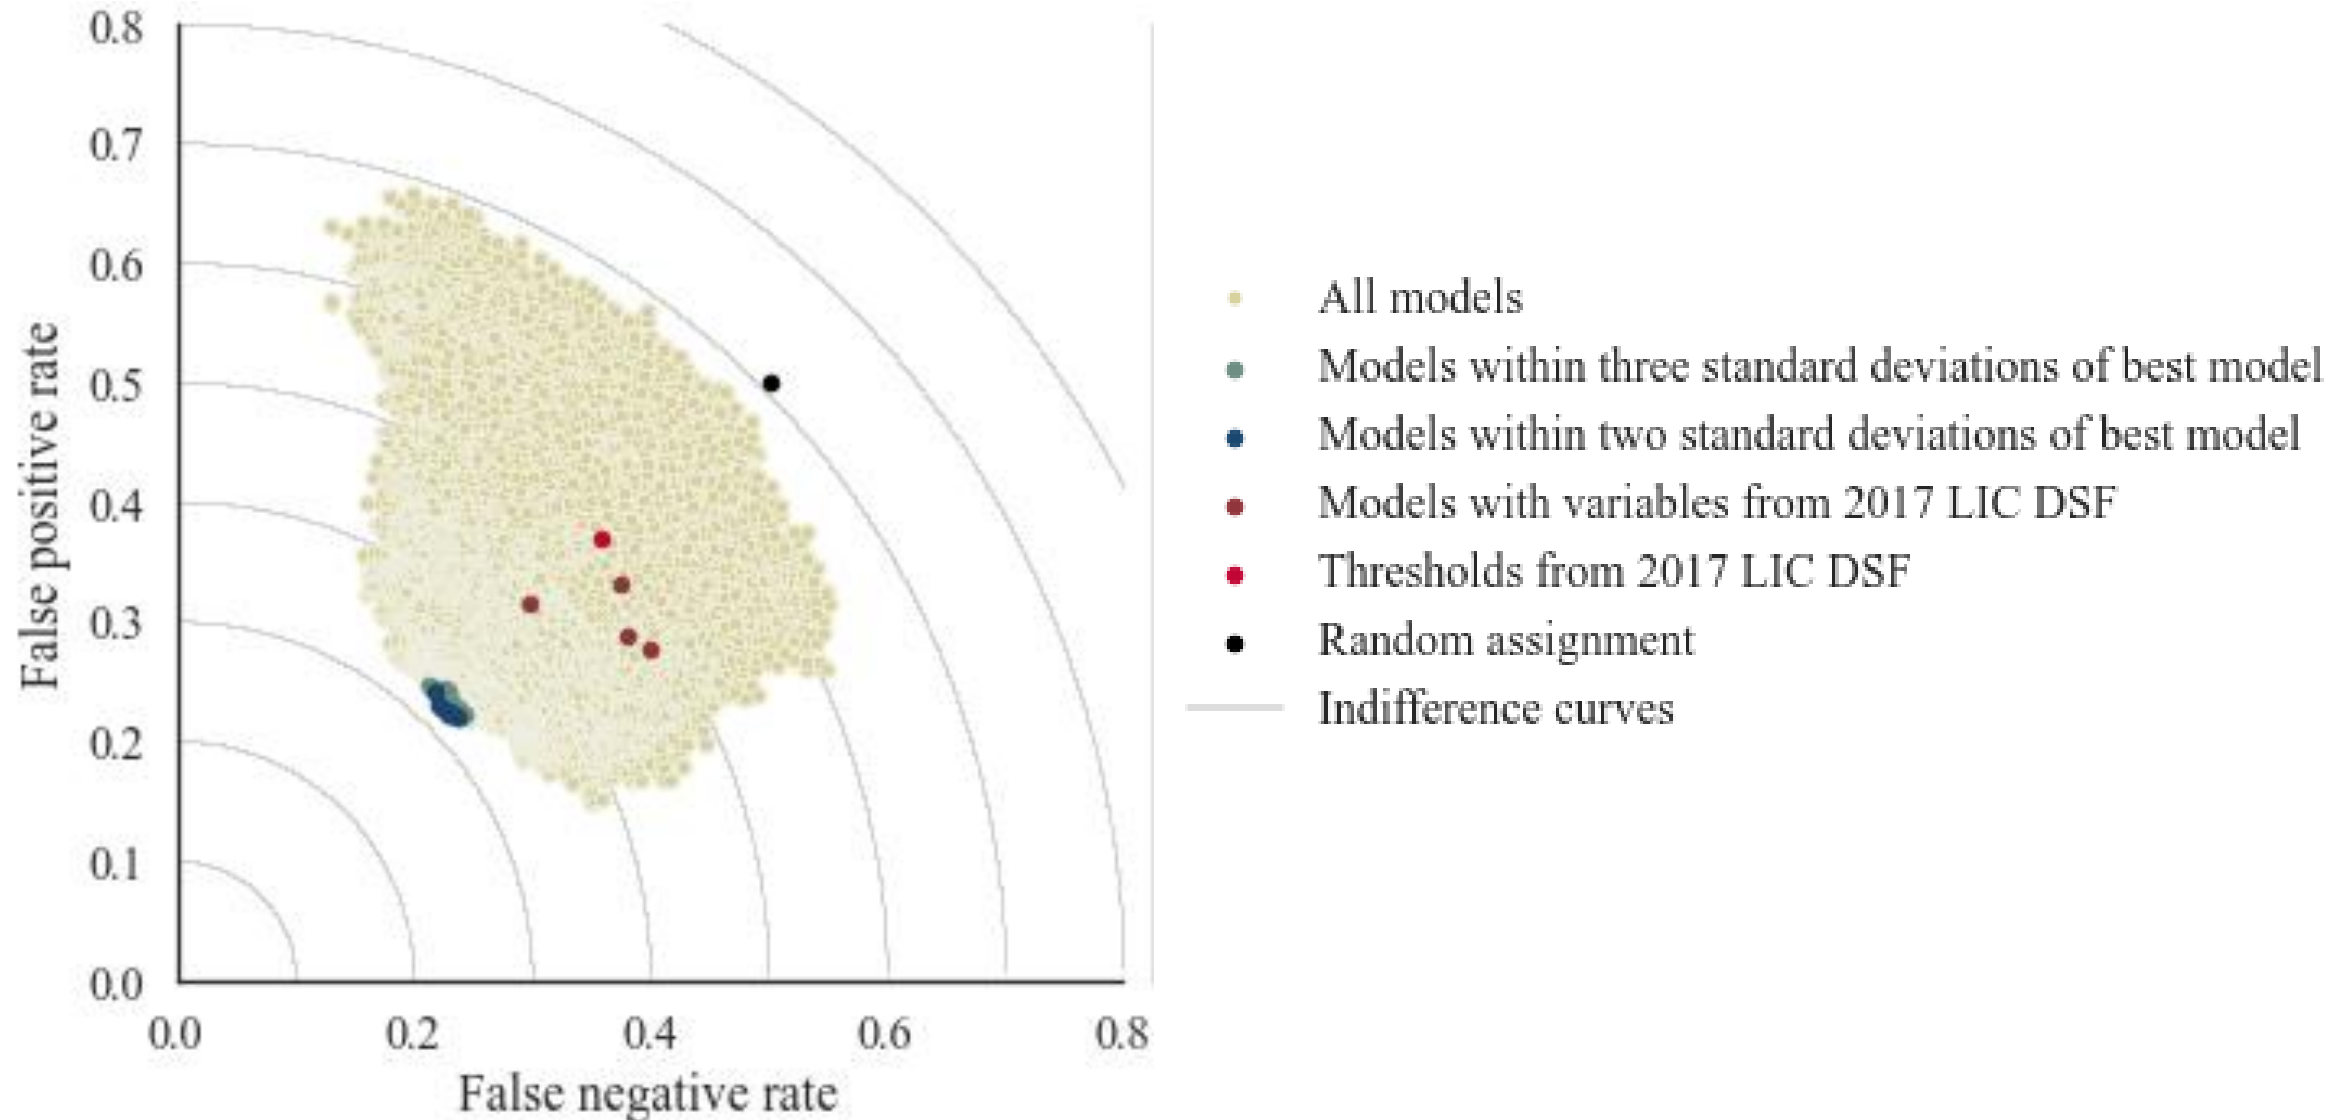 0.8
0.7
0.6
0.5
0.4
0.3
0.2
0.1
0.0
False positive rate
0.0 0.2 0.4 0.6 0.8
False negative rate
All models
Models within three standard deviations of best model
Models within two standard deviations of best model
Models with variables from 2017 LIC DSF
Thresholds from 2017 LIC DSF
Random assignment
Indifference curves